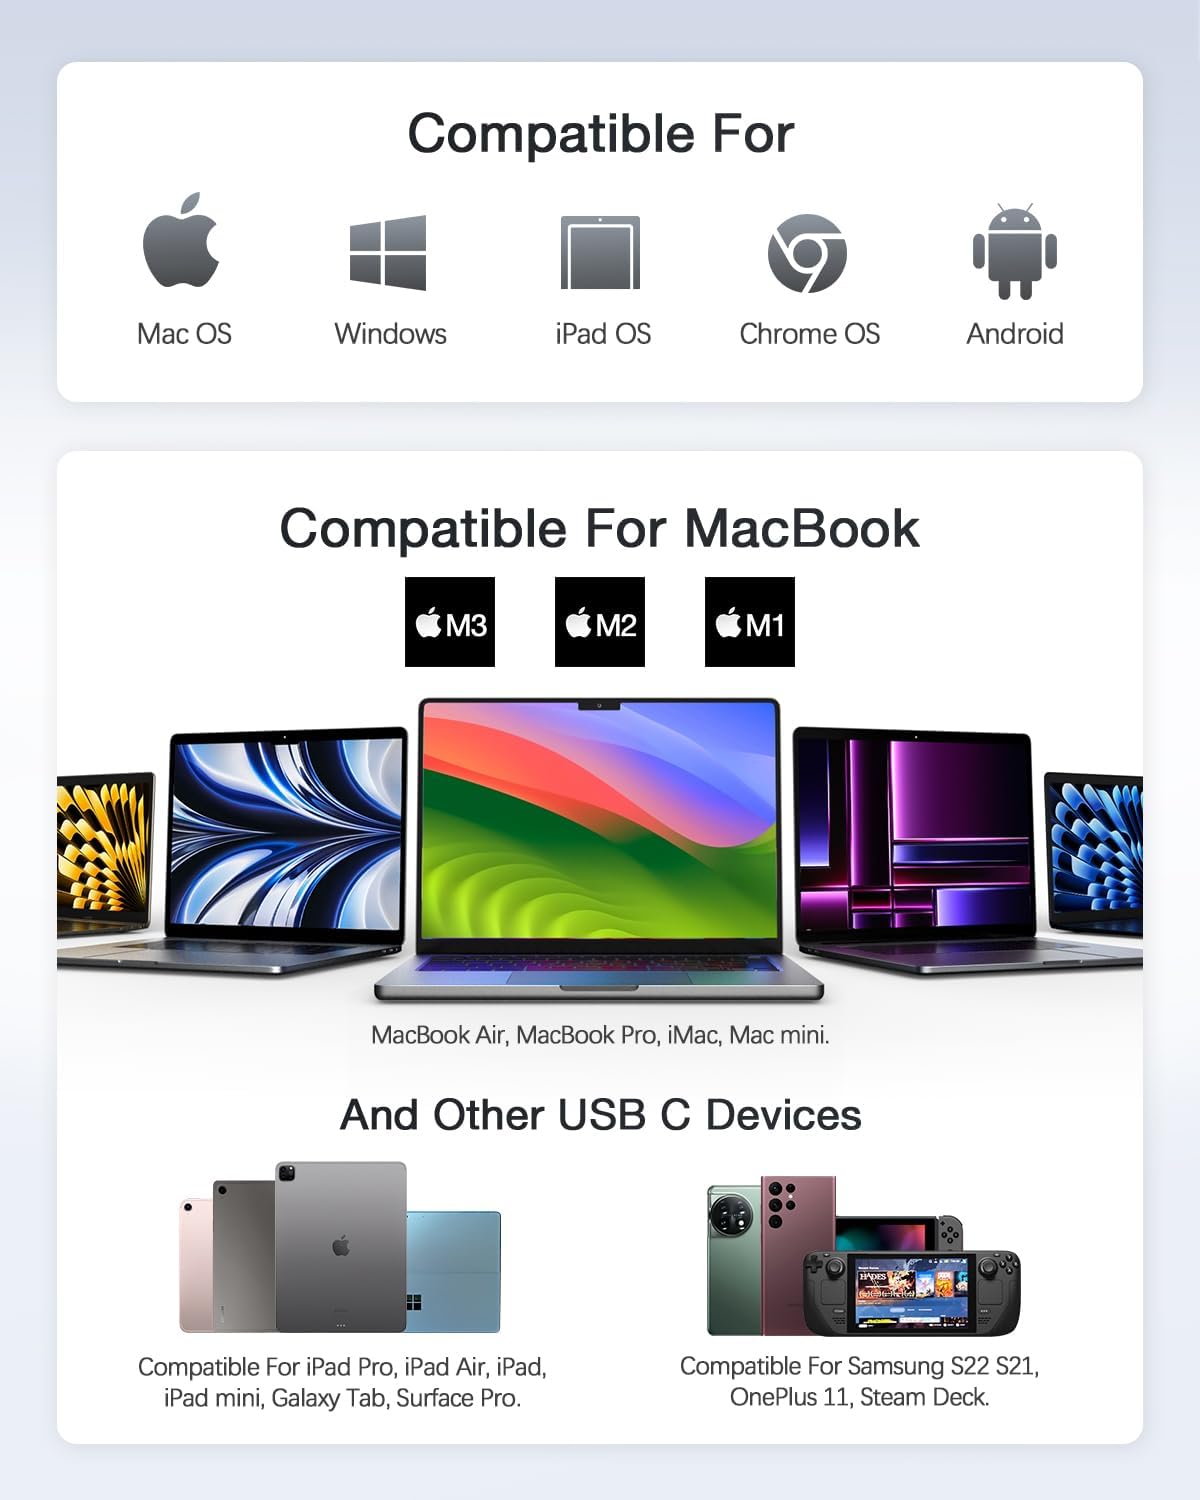 Compatible For
Mac OS
Windows
iPad OS
Chrome OS
Android
Compatible For MacBook
M3
M2
M1
MacBook Air, MacBook Pro, iMac, Mac mini.
And Other USB C Devices
HADES
Compatible For iPad Pro, iPad Air, iPad,
iPad mini, Galaxy Tab, Surface Pro.
Compatible For Samsung S22 S21,
OnePlus 11, Steam Deck.